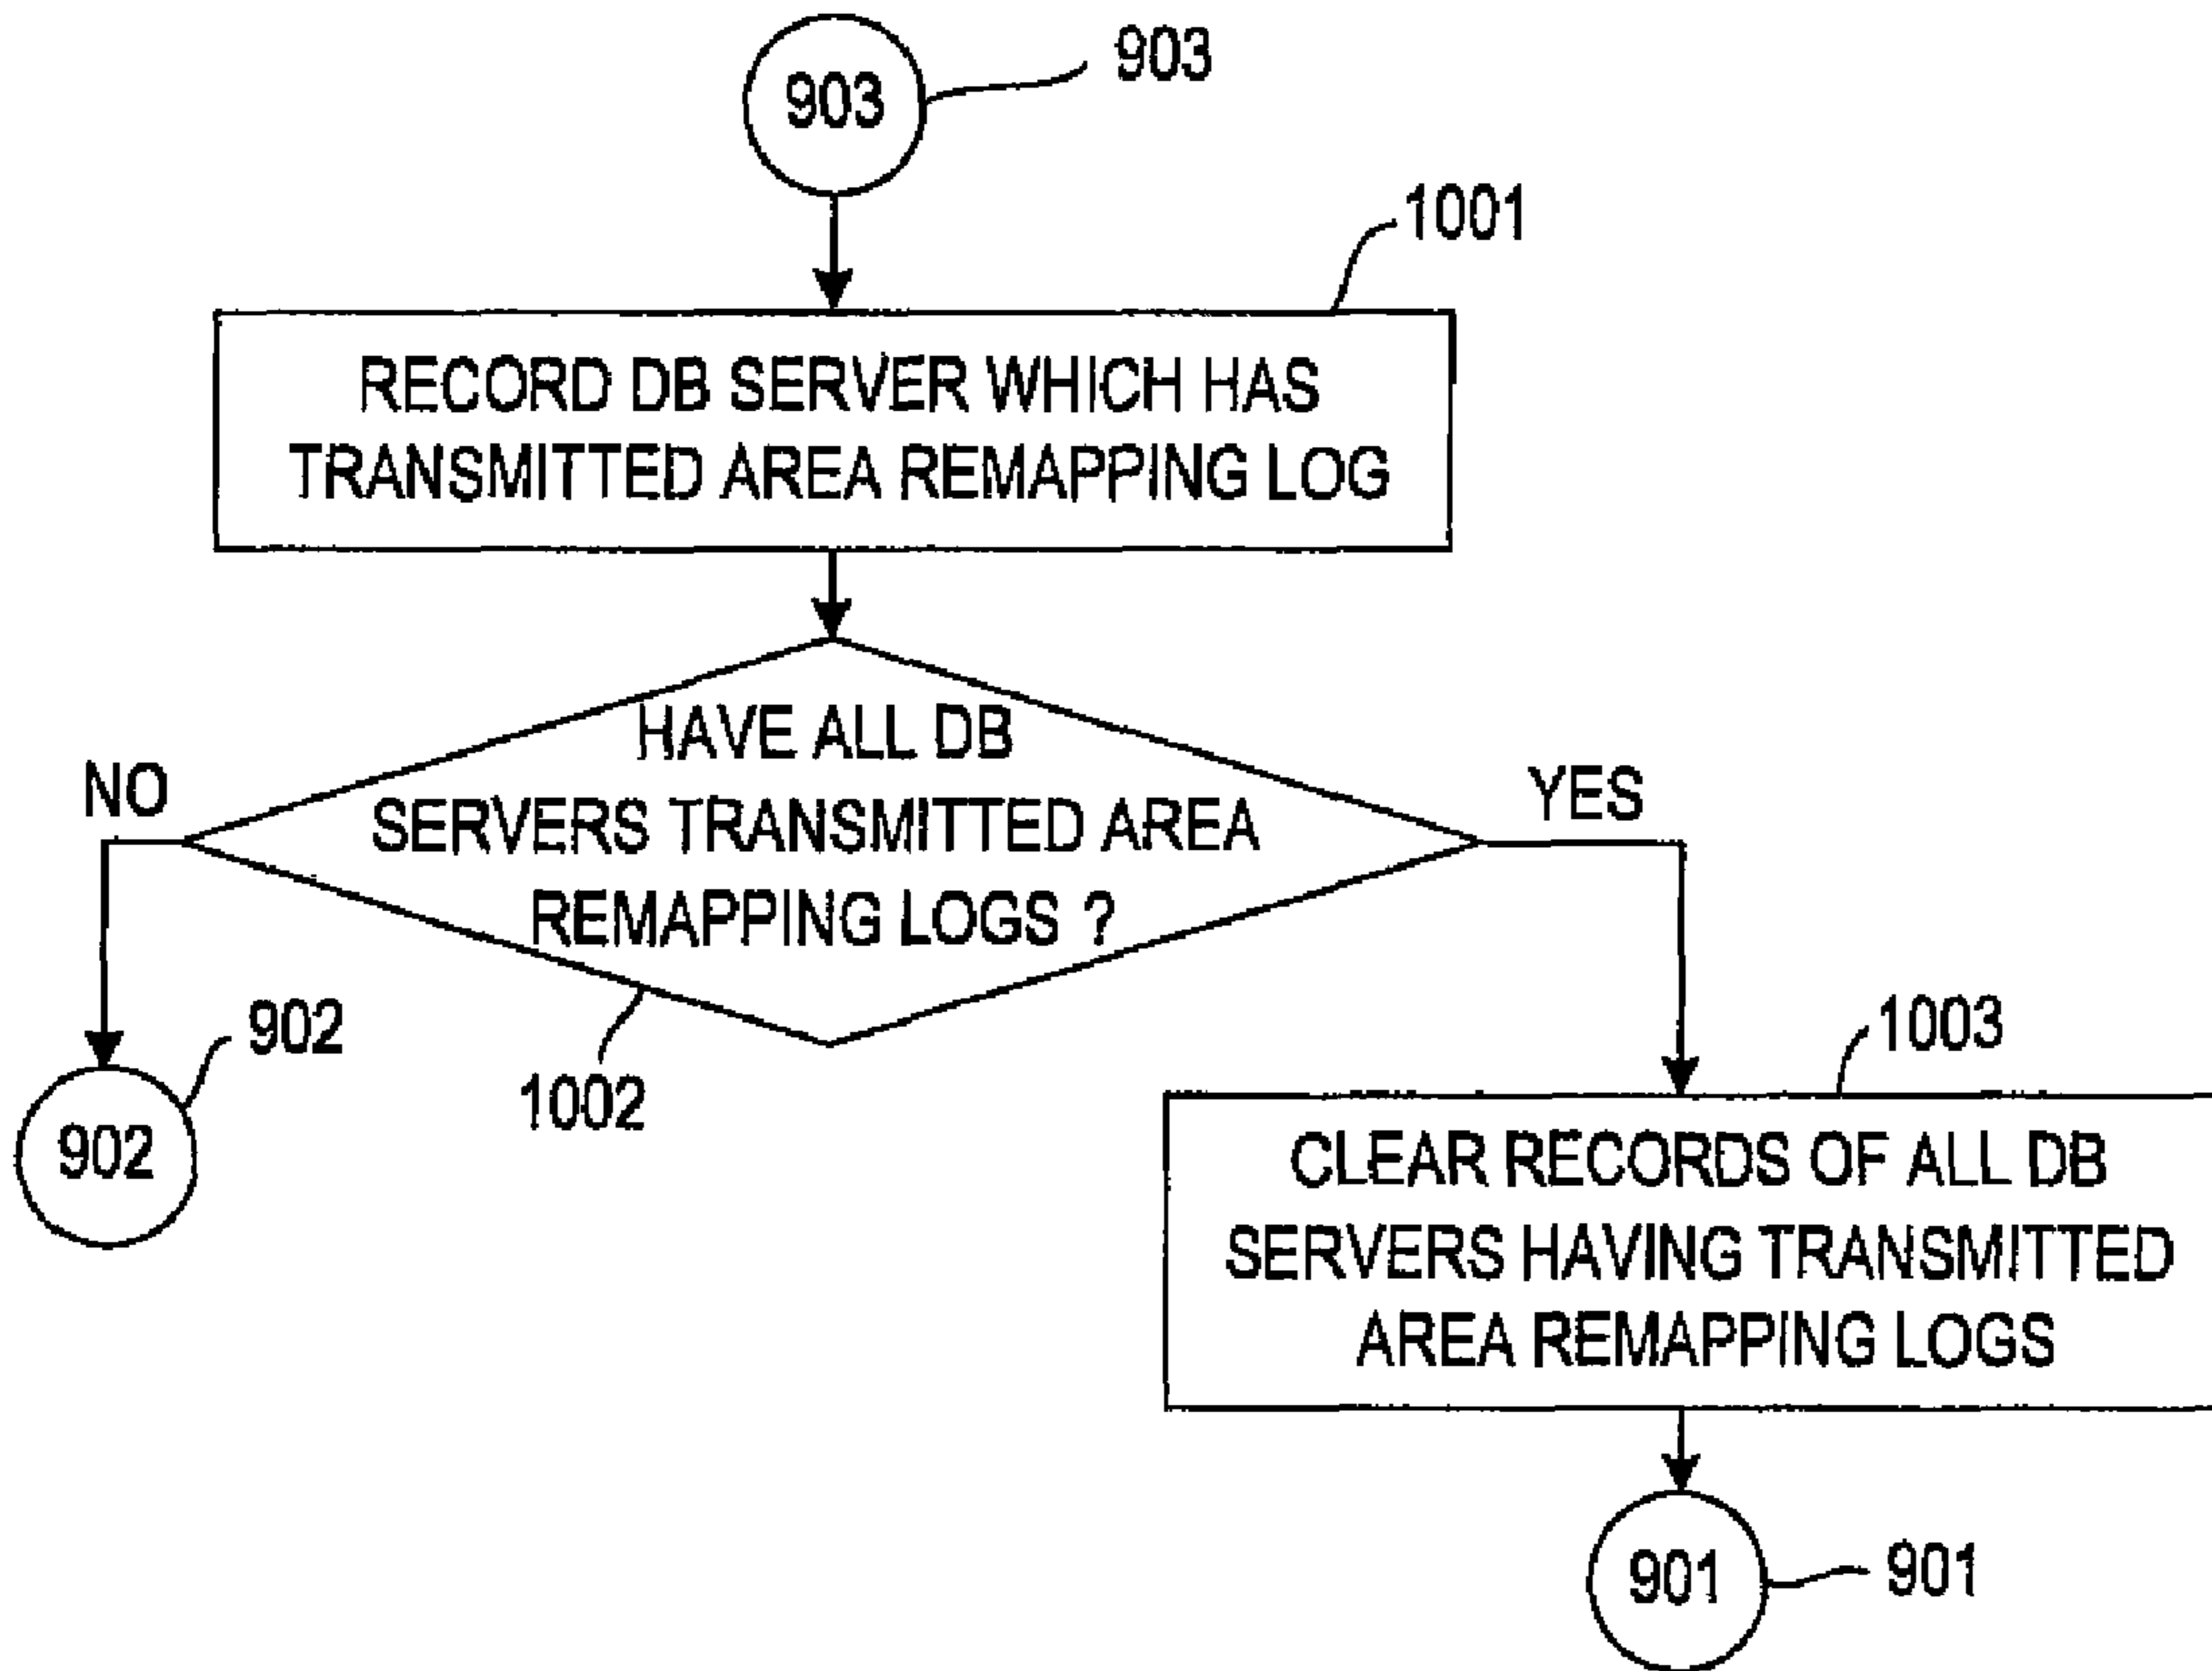 903
903
1001
RECORD DB SERVER WHICH HAS
TRANSMITTED AREA REMAPPING LOG
HAVE ALL DB
SERVERS TRANSMITTED AREA
REMAPPING LOGS ?
NO
YES
902
902
1002
1003
CLEAR RECORDS OF ALL DB
SERVERS HAVING TRANSMITTED
AREA REMAPPING LOGS
901
901